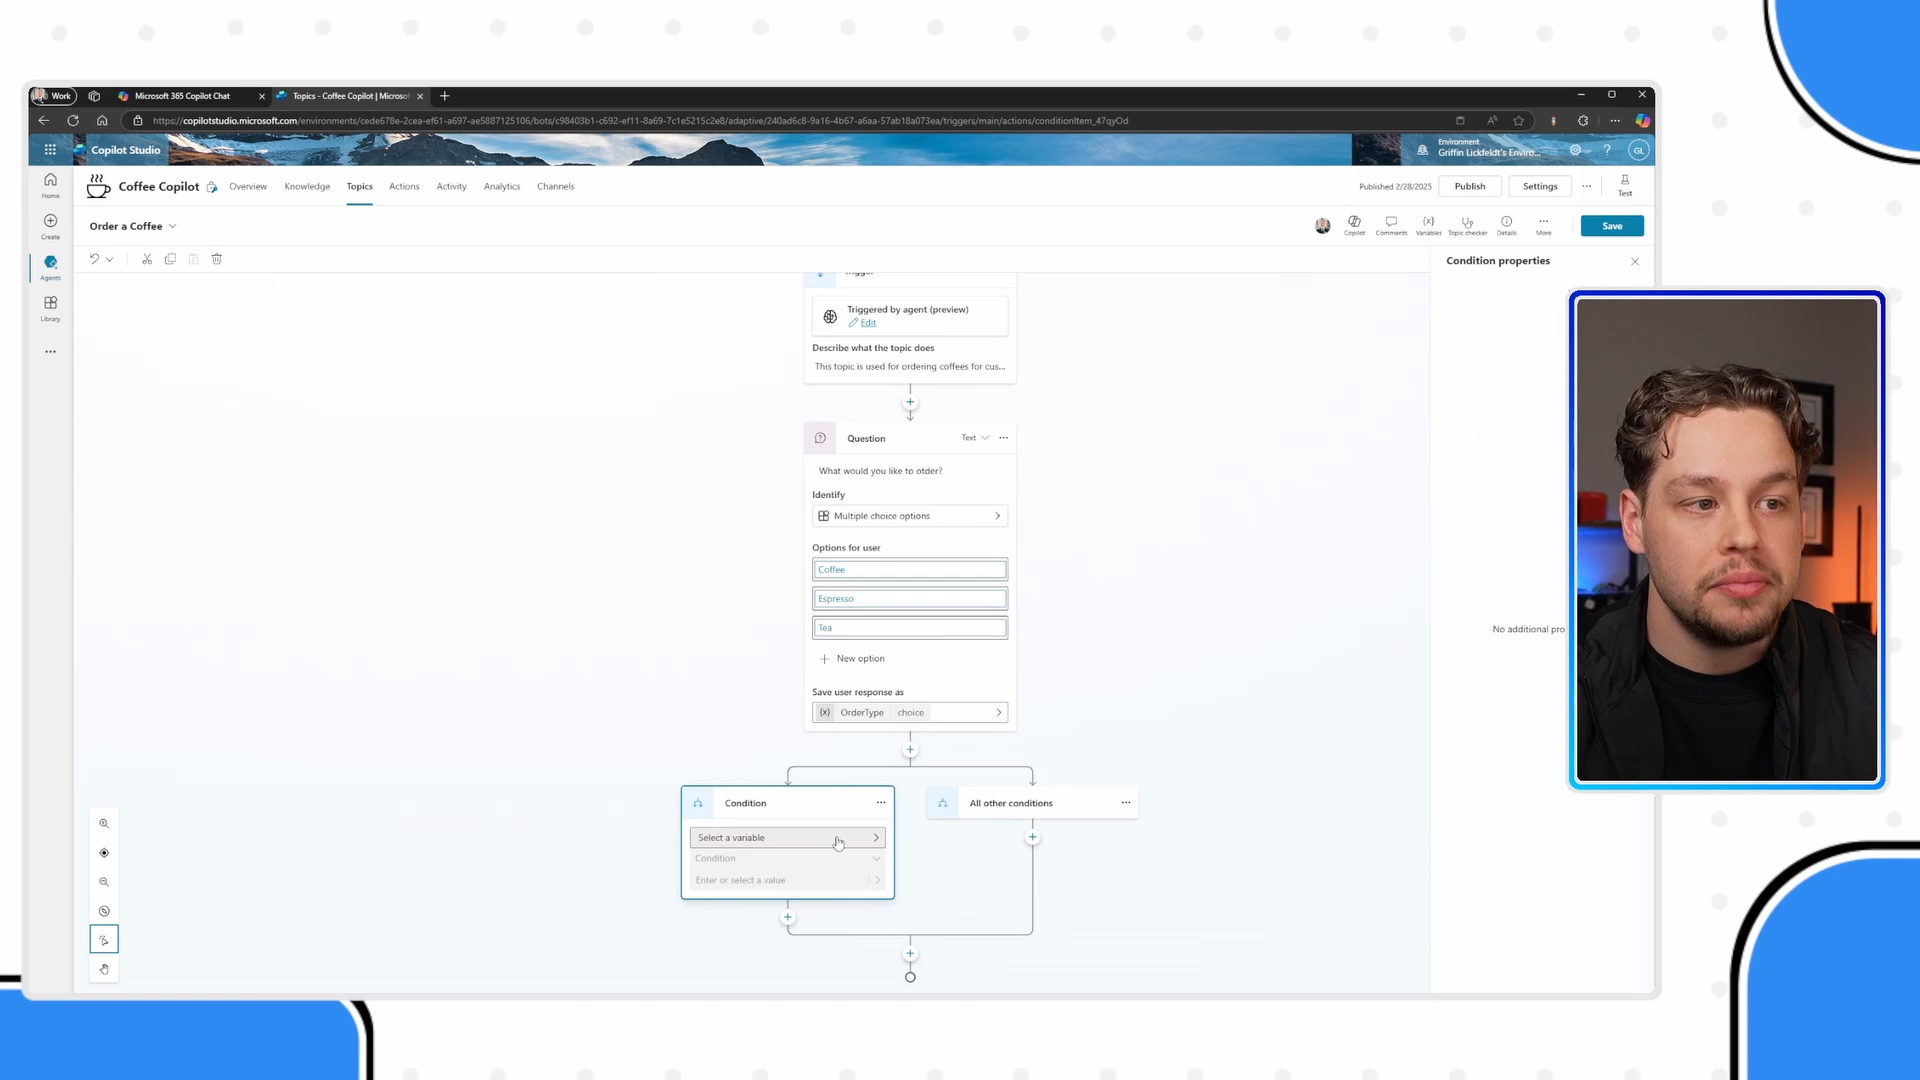 Work
Microsoft 365 Copilot Chat
Topics - Coffee Copilot | Microsof
https://copilotstudio.microsoft.com/environments/cede678e-2cea-ef61-a697-ae5887125106/bots/c98403b1-c692-ef11-8a69-7c1e5215c2e8/adaptive/240ad6c8-9a16-4b67-a6aa-57ab18a073ea/triggers/main/actions/conditionItem_47qyOd
Copilot Studio
Environment
Griffin Lickfeldt's Enviro...
GL
Home
Create
Agents
Library
Coffee Copilot
Overview
Knowledge
Topics
Actions
Activity
Analytics
Channels
Published 2/28/2025
Publish
Settings
Test
Order a Coffee
Copilot
Comments
Variables
Topic checker
Details
More
Save
Condition properties
Trigger
Triggered by agent (preview)
Edit
Describe what the topic does
This topic is used for ordering coffees for cus...
Question
Text
What would you like to order?
Identify
Multiple choice options
Options for user
Coffee
Espresso
Tea
New option
Save user response as
{x} OrderType choice
Condition
Select a variable
Condition
Enter or select a value
All other conditions
No additional pro